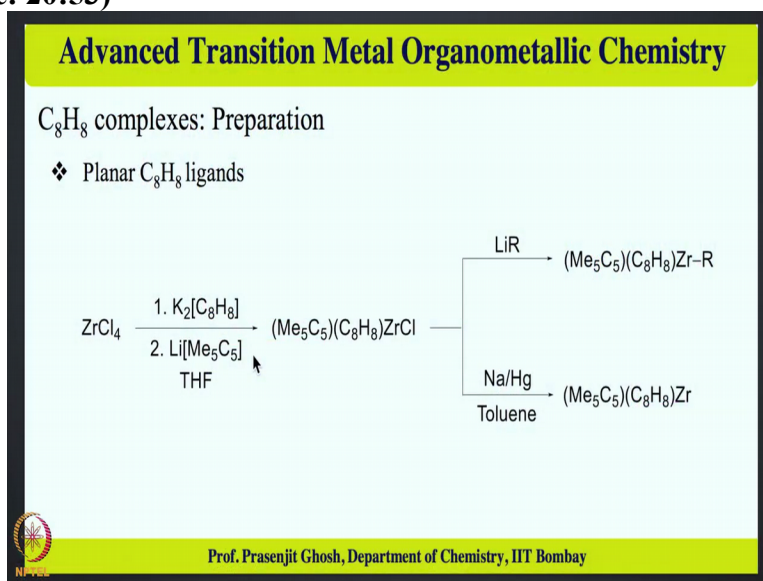 Advanced Transition Metal Organometallic Chemistry
C₈H₈ complexes: Preparation
❖ Planar C₈H₈ ligands
ZrCl₄
1. K₂[C₈H₈]
2. Li[Me₅C₅]
THF
(Me₅C₅)(C₈H₈)ZrCl
LiR
(Me₅C₅)(C₈H₈)Zr–R
Na/Hg
Toluene
(Me₅C₅)(C₈H₈)Zr
Prof. Prasenjit Ghosh, Department of Chemistry, IIT Bombay
NPTEL